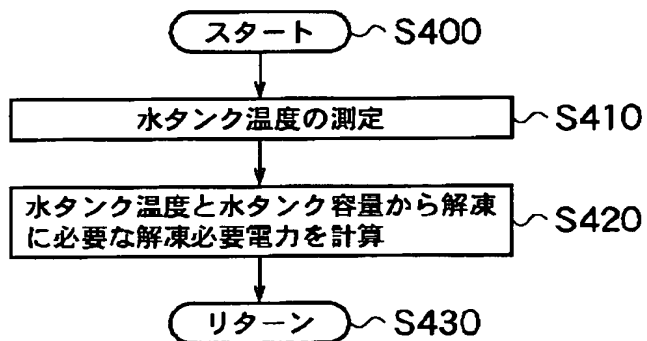 スタート S400
水タンク温度の測定 S410
水タンク温度と水タンク容量から解凍
に必要な解凍必要電力を計算 S420
リターン S430